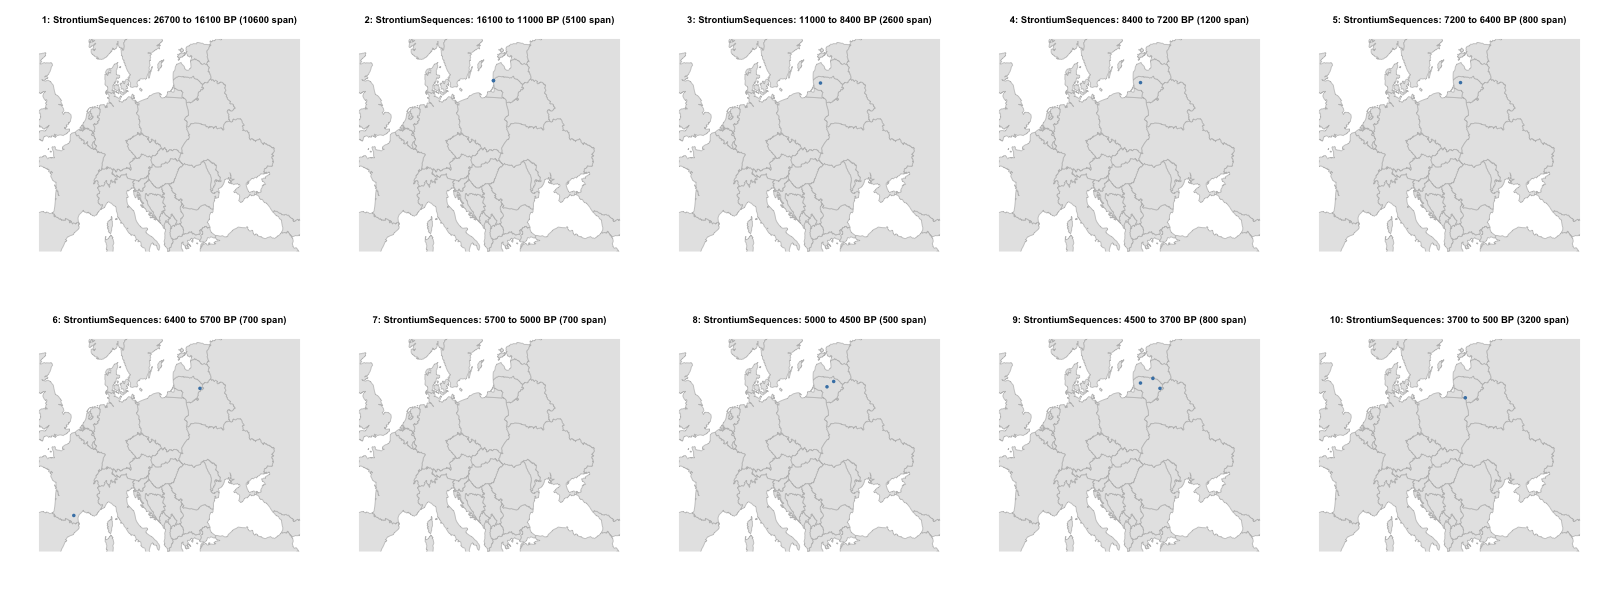 1: StrontiumSequences: 26700 to 16100 BP (10600 span)
2: StrontiumSequences: 16100 to 11000 BP (5100 span)
3: StrontiumSequences: 11000 to 8400 BP (2600 span)
4: StrontiumSequences: 8400 to 7200 BP (1200 span)
5: StrontiumSequences: 7200 to 6400 BP (800 span)
6: StrontiumSequences: 6400 to 5700 BP (700 span)
7: StrontiumSequences: 5700 to 5000 BP (700 span)
8: StrontiumSequences: 5000 to 4500 BP (500 span)
9: StrontiumSequences: 4500 to 3700 BP (800 span)
10: StrontiumSequences: 3700 to 500 BP (3200 span)